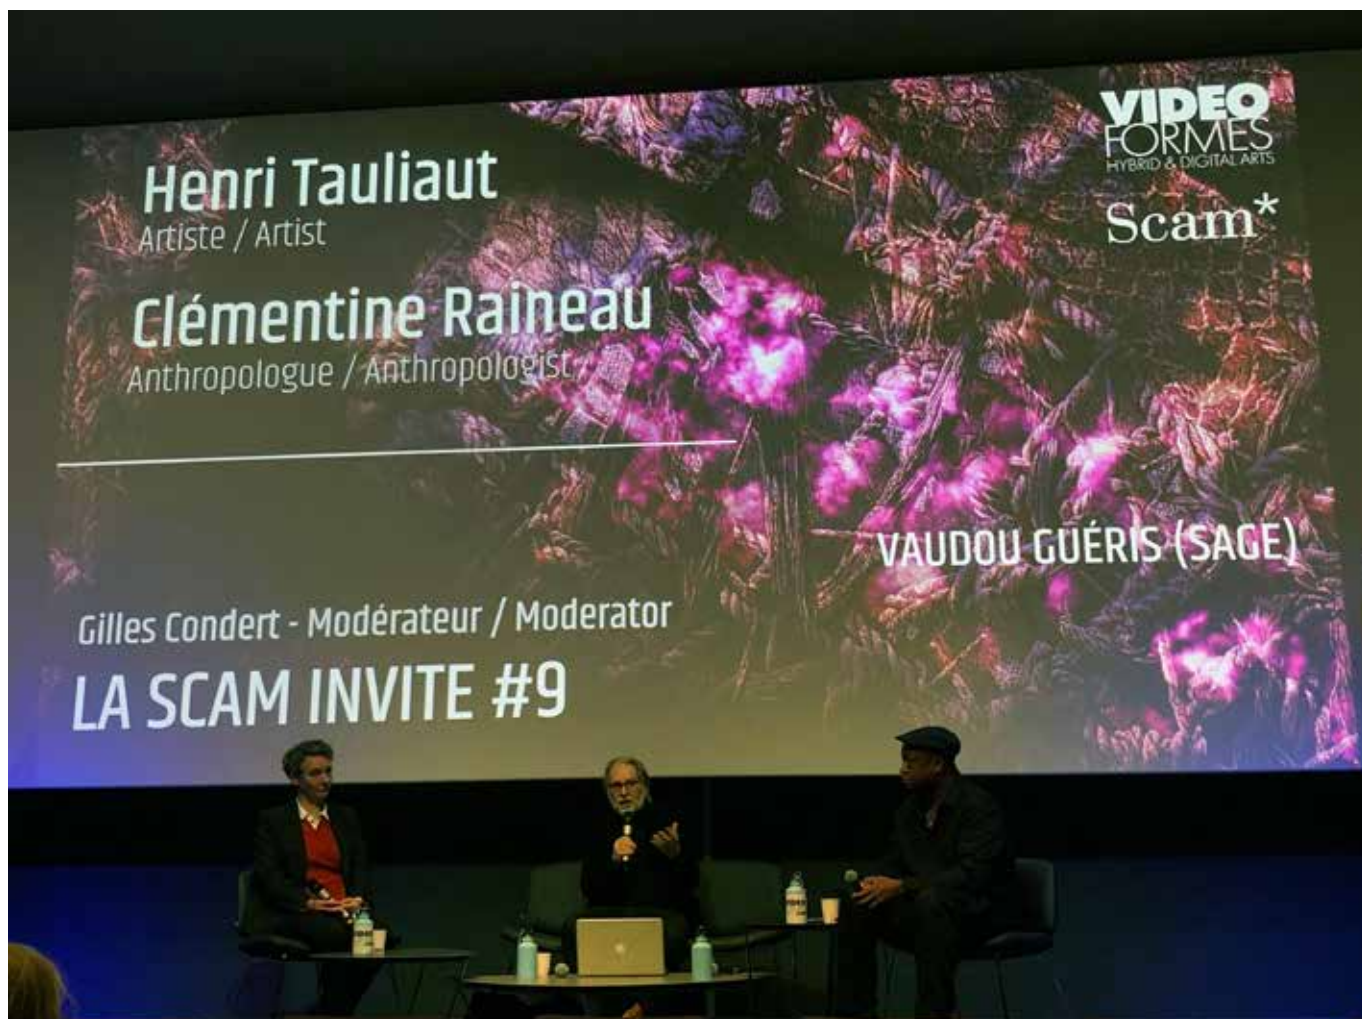 Henri Tauliaut
Artiste / Artist
Clémentine Raineau
Anthropologue / Anthropologist
VIDEO
FORMES
HYBRID & DIGITAL ARTS
Scam*
VAUDOU GUÉRIS (SAGE)
Gilles Condert - Modérateur / Moderator
LA SCAM INVITE #9